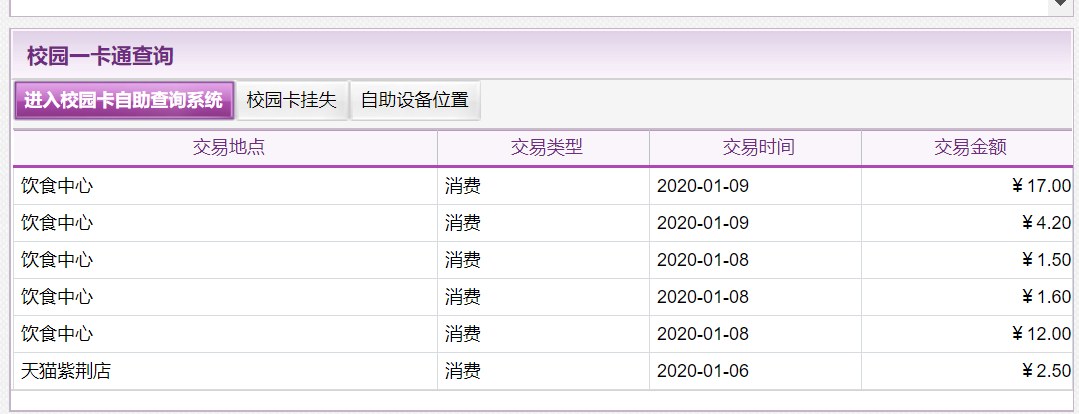 校园一卡通查询
进入校园卡自助查询系统 校园卡挂失 自助设备位置
交易地点 交易类型 交易时间 交易金额
饮食中心 消费 2020-01-09 ¥17.00
饮食中心 消费 2020-01-09 ¥4.20
饮食中心 消费 2020-01-08 ¥1.50
饮食中心 消费 2020-01-08 ¥1.60
饮食中心 消费 2020-01-08 ¥12.00
天猫紫荆店 消费 2020-01-06 ¥2.50